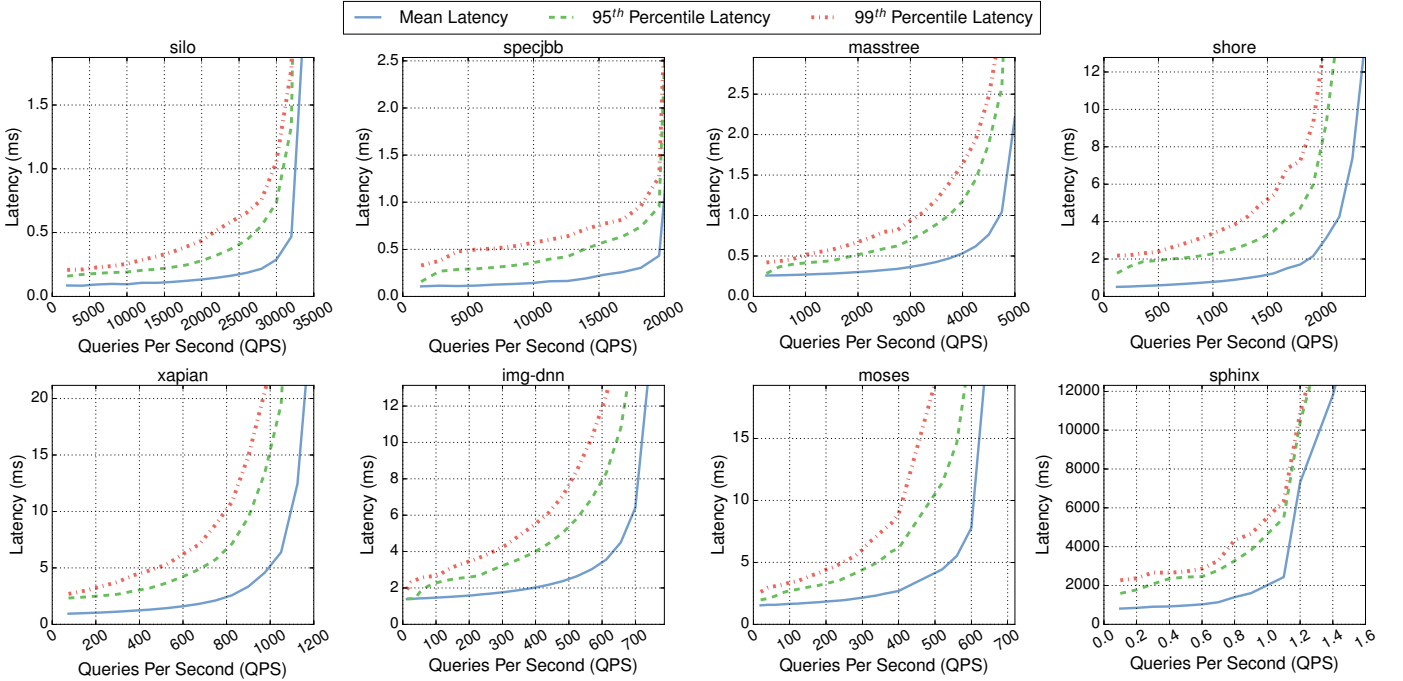 Mean Latency 95th Percentile Latency 99th Percentile Latency
silo
Latency (ms)
1.5
1.0
0.5
0.0
5000 10000 15000 20000 25000 30000 35000
Queries Per Second (QPS)
specjbb
Latency (ms)
2.5
2.0
1.5
1.0
0.5
0.0
5000 10000 15000 20000
Queries Per Second (QPS)
masstree
Latency (ms)
2.5
2.0
1.5
1.0
0.5
0.0
1000 2000 3000 4000 5000
Queries Per Second (QPS)
shore
Latency (ms)
12
10
8
6
4
2
0
500 1000 1500 2000
Queries Per Second (QPS)
xapian
Latency (ms)
20
15
10
5
0
200 400 600 800 1000 1200
Queries Per Second (QPS)
img-dnn
Latency (ms)
12
10
8
6
4
2
0
0 100 200 300 400 500 600 700
Queries Per Second (QPS)
moses
Latency (ms)
15
10
5
0
0 100 200 300 400 500 600 700
Queries Per Second (QPS)
sphinx
Latency (ms)
12000
10000
8000
6000
4000
2000
0
0.0 0.2 0.4 0.6 0.8 1.0 1.2 1.4 1.6
Queries Per Second (QPS)